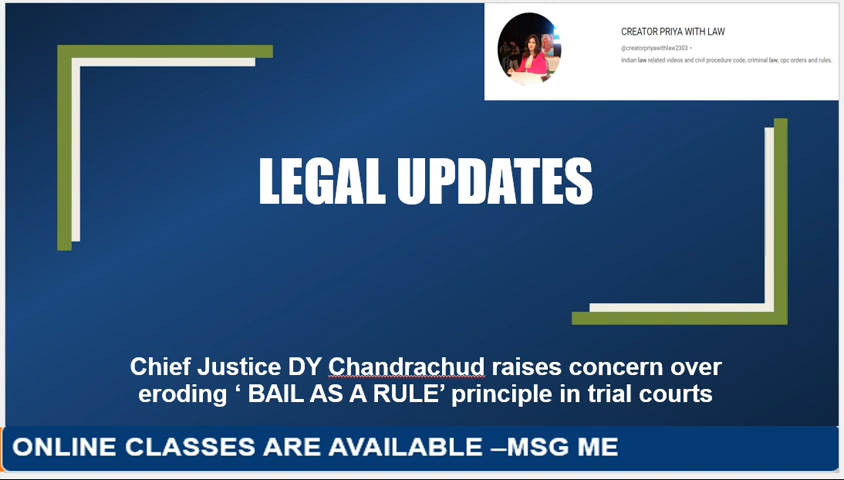 CREATOR PRIYA WITH LAW
@creatorpriyawithlaw2303 •
Indian law related videos and civil procedure code, criminal law, cpc orders and rules.
LEGAL UPDATES
Chief Justice DY Chandrachud raises concern over
eroding ‘ BAIL AS A RULE’ principle in trial courts
ONLINE CLASSES ARE AVAILABLE –MSG ME